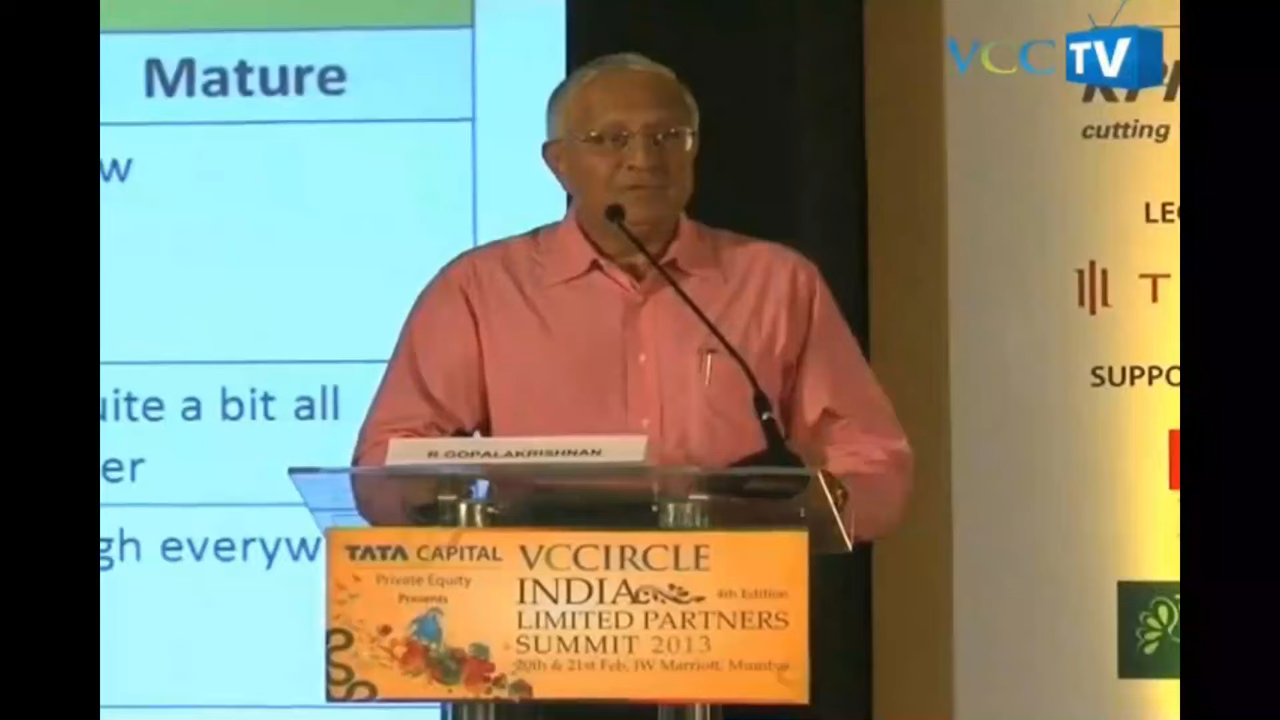 Mature
w
uite a bit all
er
gh everyw
VCC TV
cutting
LE
T
SUPPO
R.GOPALAKRISHNAN
TATA CAPITAL
Private Equity
Presents
VCCIRCLE
INDIA 4th Edition
LIMITED PARTNERS
SUMMIT 2013
20th & 21st Feb, JW Marriott, Mumbai